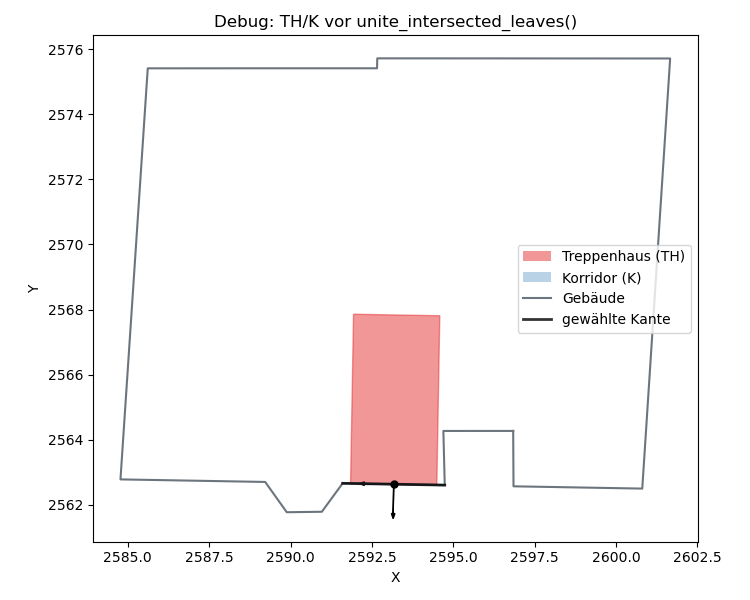 Debug: TH/K vor unite_intersected_leaves()
2576
2574
2572
2570
2568
2566
2564
2562
Y
Treppenhaus (TH)
Korridor (K)
Gebäude
gewählte Kante
2585.0 2587.5 2590.0 2592.5 2595.0 2597.5 2600.0 2602.5
X